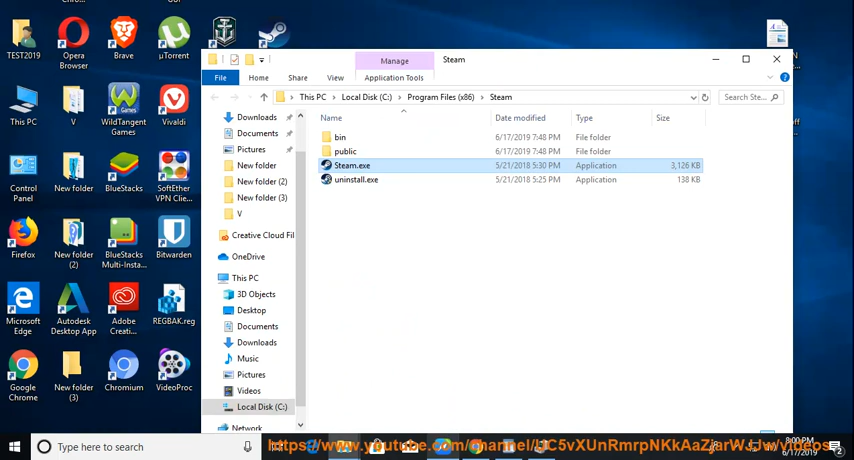 TEST2019
Opera Browser
Brave
µTorrent
This PC
V
WildTangent Games
Vivaldi
Control Panel
New folder
BlueStacks
SoftEther VPN Clie...
Firefox
New folder (2)
BlueStacks Multi-Insta...
Bitwarden
Microsoft Edge
Autodesk Desktop App
Adobe Creati...
REGBAK.reg
Google Chrome
New folder (3)
Chromium
VideoProc
Manage
Steam
File
Home
Share
View
Application Tools
This PC > Local Disk (C:) > Program Files (x86) > Steam
Search Ste...
Downloads
Documents
Pictures
New folder
New folder (2)
New folder (3)
V
Creative Cloud Fil
OneDrive
This PC
3D Objects
Desktop
Documents
Downloads
Music
Pictures
Videos
Local Disk (C:)
Network
Name Date modified Type Size
bin 6/17/2019 7:48 PM File folder
public 6/17/2019 7:48 PM File folder
Steam.exe 5/21/2018 5:30 PM Application 3,126 KB
uninstall.exe 5/21/2018 5:25 PM Application 138 KB
Type here to search
8:00 PM
6/17/2019
2